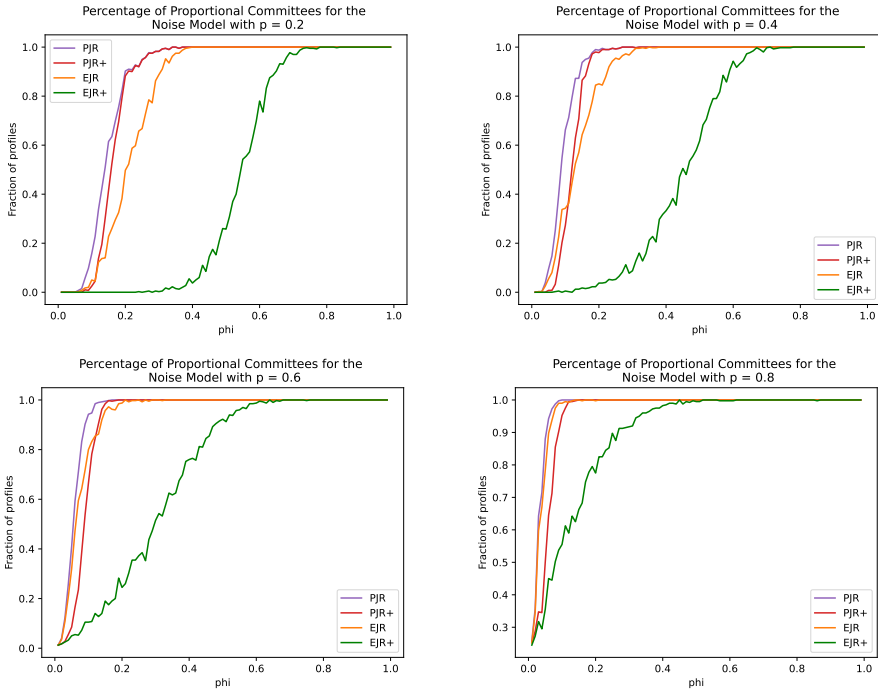 Percentage of Proportional Committees for the
Noise Model with p = 0.2
1.0
0.8
0.6
0.4
0.2
0.0
Fraction of profiles
PJR
PJR+
EJR
EJR+
0.0 0.2 0.4 0.6 0.8 1.0
phi
Percentage of Proportional Committees for the
Noise Model with p = 0.4
1.0
0.8
0.6
0.4
0.2
0.0
Fraction of profiles
PJR
PJR+
EJR
EJR+
0.0 0.2 0.4 0.6 0.8 1.0
phi
Percentage of Proportional Committees for the
Noise Model with p = 0.6
1.0
0.8
0.6
0.4
0.2
0.0
Fraction of profiles
PJR
PJR+
EJR
EJR+
0.0 0.2 0.4 0.6 0.8 1.0
phi
Percentage of Proportional Committees for the
Noise Model with p = 0.8
1.0
0.9
0.8
0.7
0.6
0.5
0.4
0.3
Fraction of profiles
PJR
PJR+
EJR
EJR+
0.0 0.2 0.4 0.6 0.8 1.0
phi